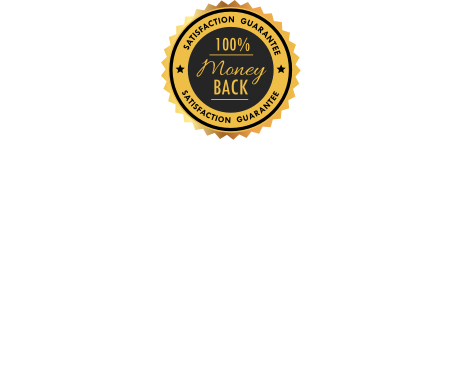 SATISFACTION GUARANTEE
100%
Money
BACK
SATISFACTION GUARANTEE